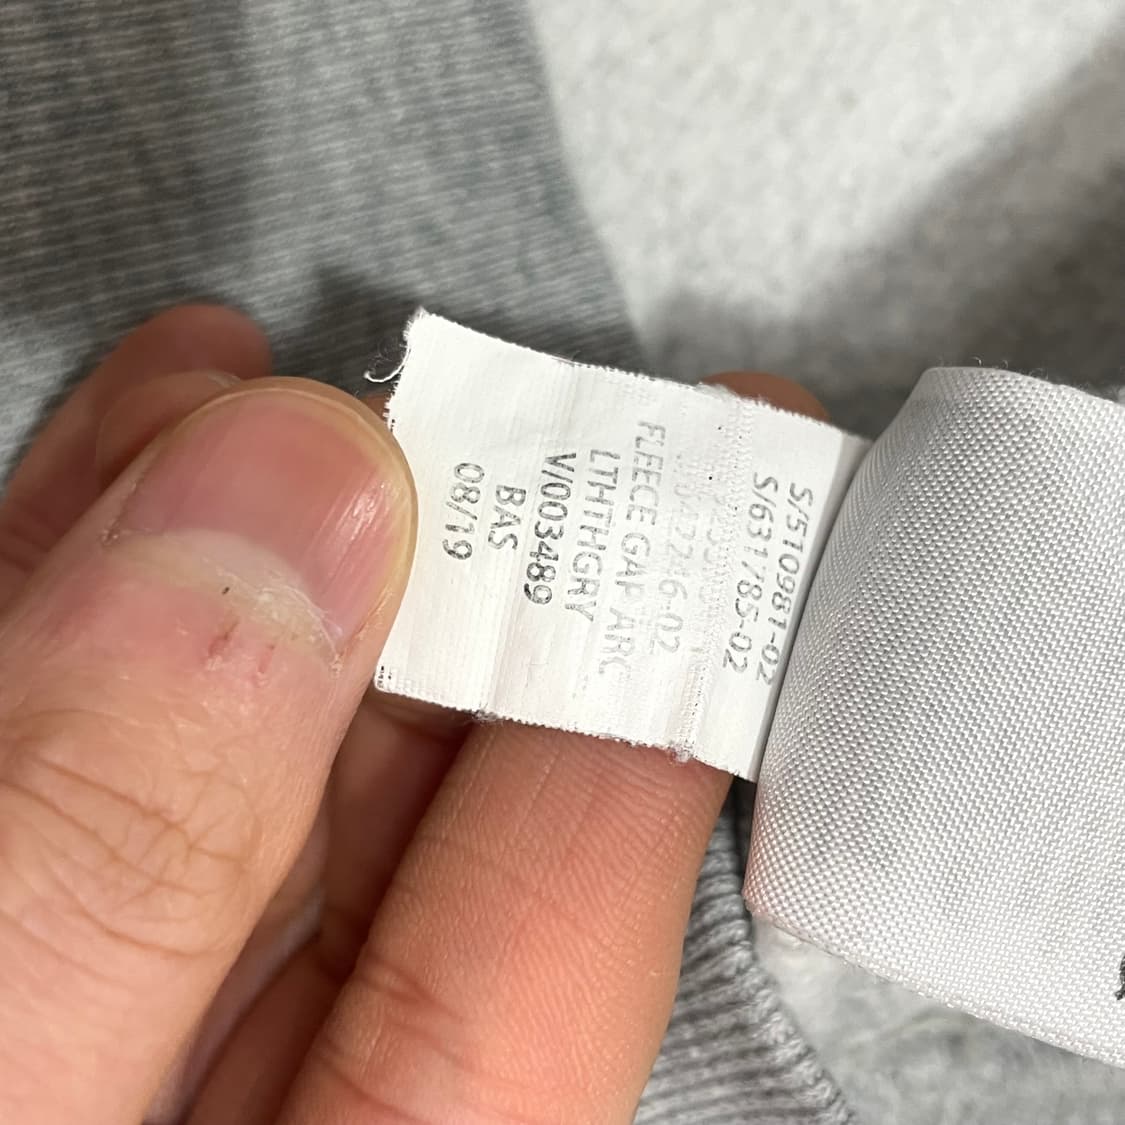 S/510981-02
S/631785-02
FLEECE GAP ARC
LTHTHGRY
V/003489
BAS
08/19